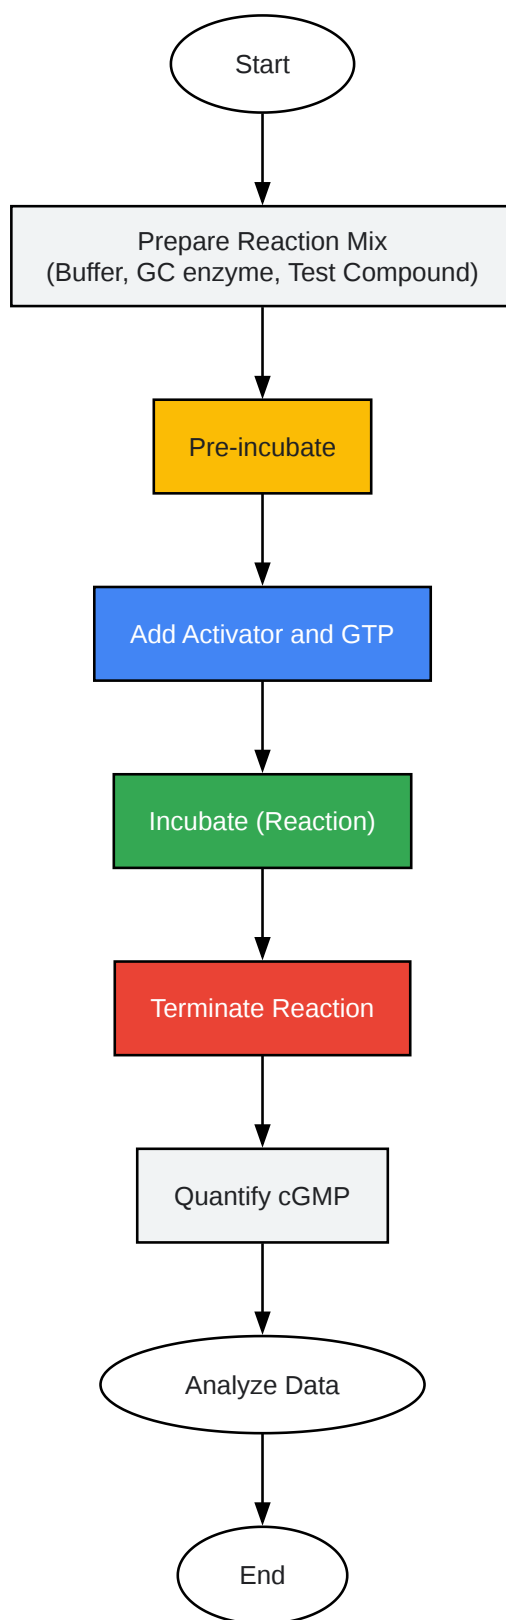 Start
Prepare Reaction Mix
(Buffer, GC enzyme, Test Compound)
Pre-incubate
Add Activator and GTP
Incubate (Reaction)
Terminate Reaction
Quantify cGMP
Analyze Data
End